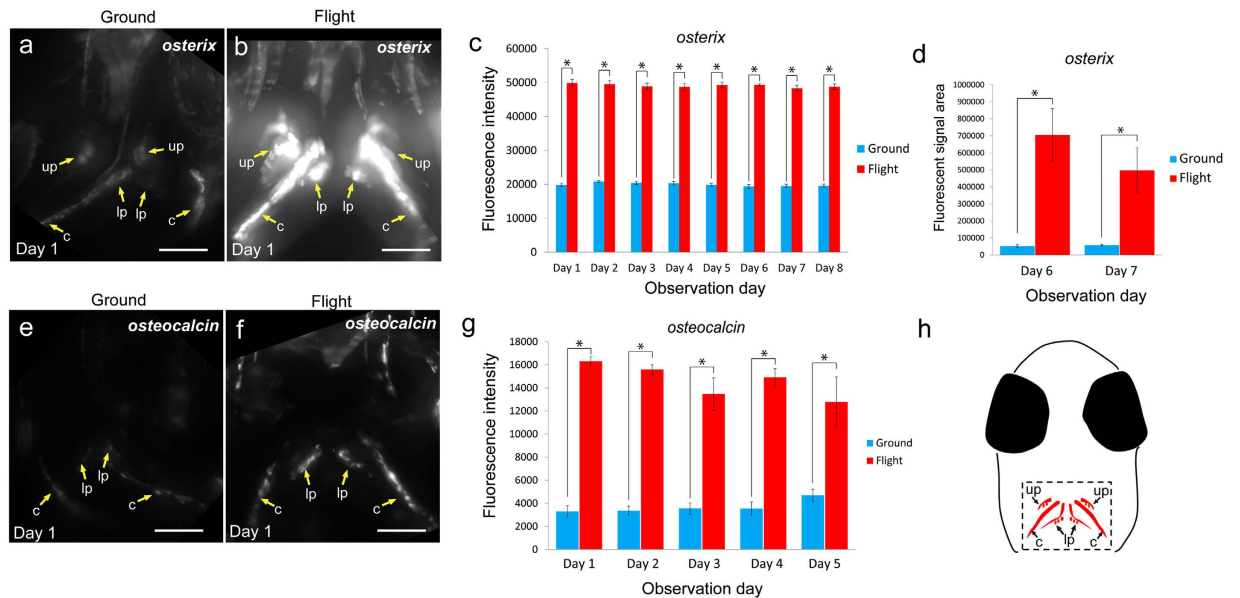 Ground
Flight
a
osterix
up
up
lp
lp
c
c
Day 1
b
osterix
up
up
lp
lp
c
c
Day 1
c
osterix
Fluorescence intensity
60000
50000
40000
30000
20000
10000
0
* * * * * * * *
Day 1 Day 2 Day 3 Day 4 Day 5 Day 6 Day 7 Day 8
Observation day
Ground
Flight
d
osterix
Fluorescent signal area
1000000
900000
800000
700000
600000
500000
400000
300000
200000
100000
0
* *
Day 6 Day 7
Observation day
Ground
Flight
Ground
Flight
e
osteocalcin
lp
lp
c
c
Day 1
f
osteocalcin
lp
lp
c
c
Day 1
g
osteocalcin
Fluorescence intensity
18000
16000
14000
12000
10000
8000
6000
4000
2000
0
* * * * *
Day 1 Day 2 Day 3 Day 4 Day 5
Observation day
Ground
Flight
h
up
up
c
lp
c